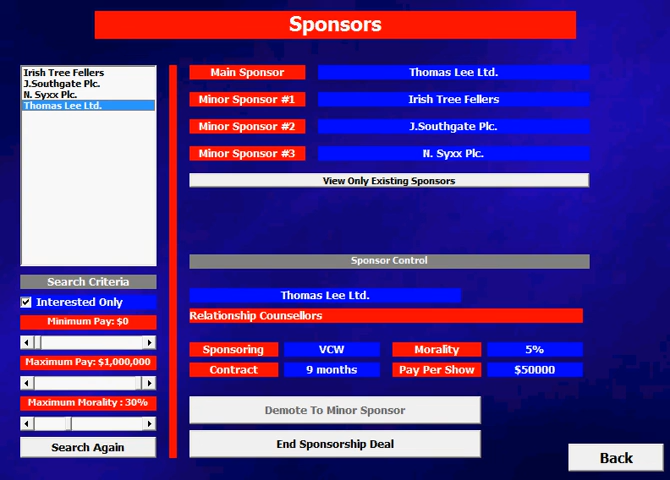 Sponsors
Irish Tree Fellers
J.Southgate Plc.
N. Syxx Plc.
Thomas Lee Ltd.
Main Sponsor Thomas Lee Ltd.
Minor Sponsor #1 Irish Tree Fellers
Minor Sponsor #2 J.Southgate Plc.
Minor Sponsor #3 N. Syxx Plc.
View Only Existing Sponsors
Sponsor Control
Search Criteria
Interested Only
Minimum Pay: $0
Maximum Pay: $1,000,000
Maximum Morality : 30%
Search Again
Thomas Lee Ltd.
Relationship Counsellors
Sponsoring VCW Morality 5%
Contract 9 months Pay Per Show $50000
Demote To Minor Sponsor
End Sponsorship Deal
Back